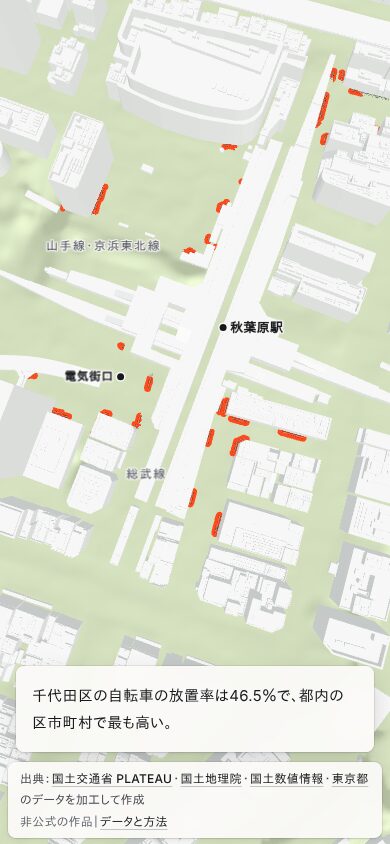 山手線・京浜東北線
秋葉原駅
電気街口
総武線
千代田区の自転車の放置率は46.5%で、都内の
区市町村で最も高い。
出典：国土交通省 PLATEAU・国土地理院・国土数値情報・東京都
のデータを加工して作成
非公式の作品|データと方法